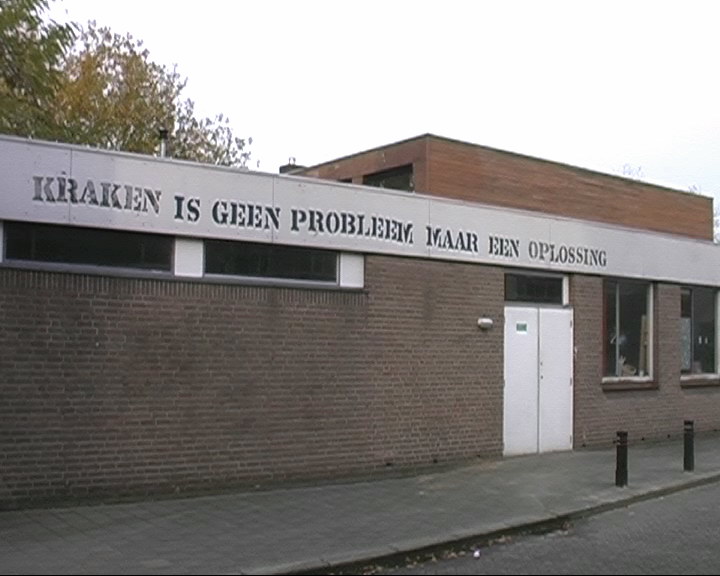 KRAKEN IS GEEN PROBLEEM MAAR EEN OPLOSSING